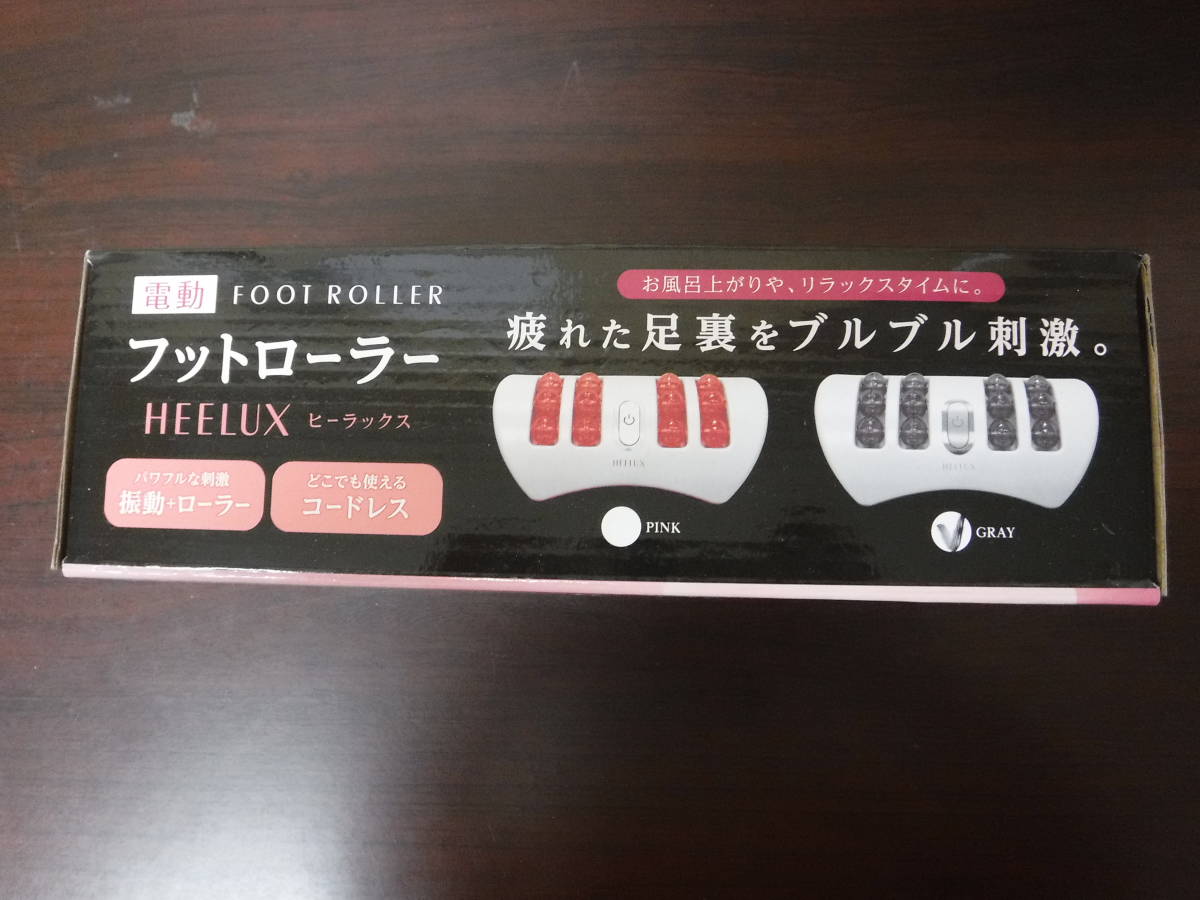 電動 FOOT ROLLER
フットローラー
HEELUX ヒーラックス
パワフルな刺激
振動+ローラー
どこでも使える
コードレス
お風呂上がりや、リラックスタイムに。
疲れた足裏をブルブル刺激。
HEELUX
PINK
HEELUX
GRAY